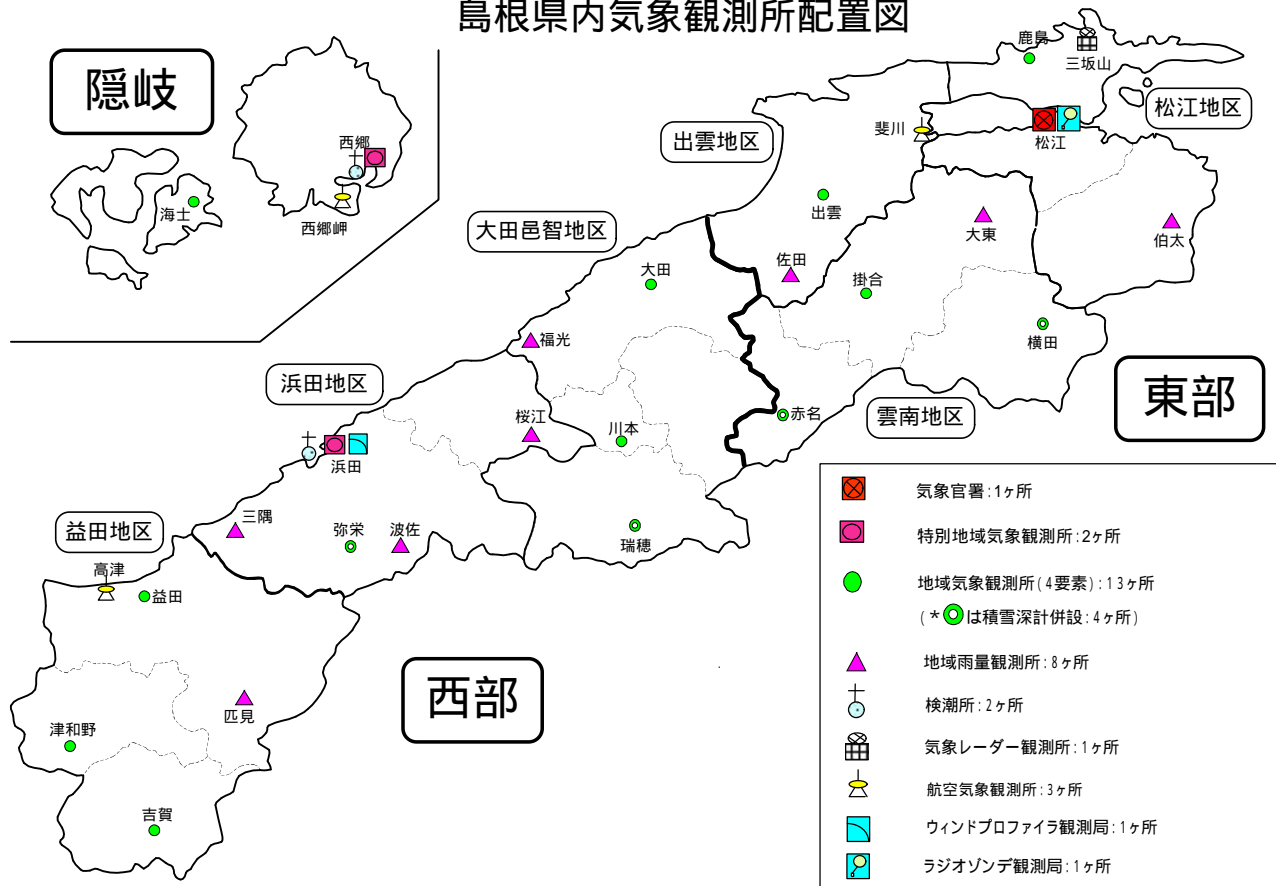 島根県内気象観測所配置図
隠岐
西郷
海士
西郷岬
鹿島
三坂山
松江地区
斐川
松江
出雲地区
出雲
大東
伯太
佐田
掛合
横田
大田邑智地区
大田
福光
東部
浜田地区
桜江
川本
赤名
雲南地区
浜田
三隅
弥栄
波佐
瑞穂
益田地区
高津
益田
西部
匹見
津和野
吉賀
気象官署:1ヶ所
特別地域気象観測所:2ヶ所
地域気象観測所(4要素):13ヶ所
(*◎は積雪深計併設:4ヶ所)
地域雨量観測所:8ヶ所
検潮所:2ヶ所
気象レーダー観測所:1ヶ所
航空気象観測所:3ヶ所
ウィンドプロファイラ観測局:1ヶ所
ラジオゾンデ観測局:1ヶ所